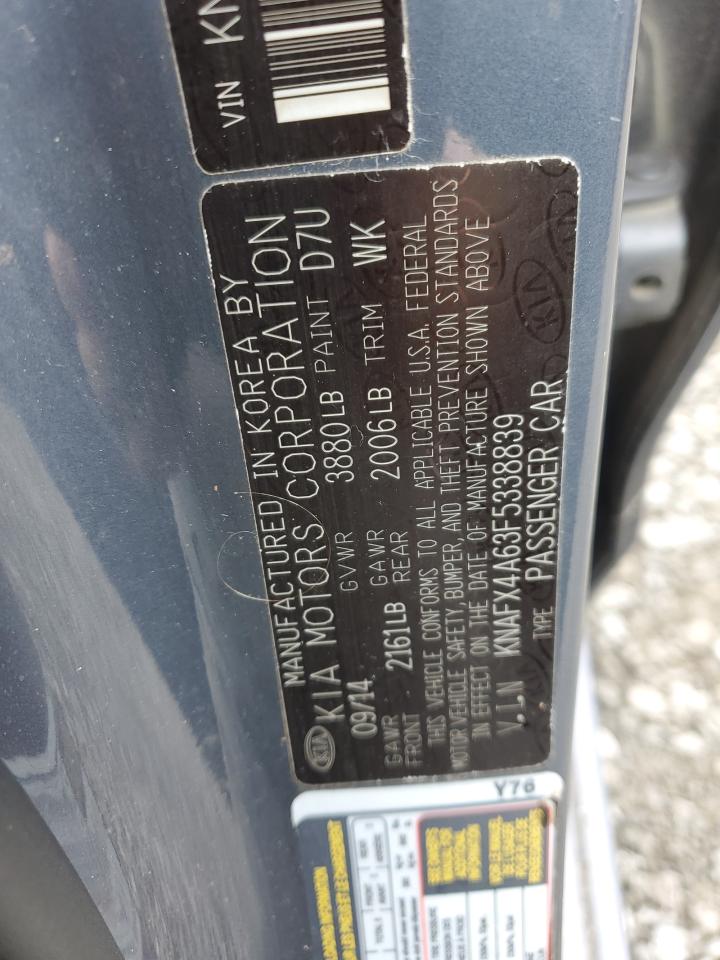 VIN KN
MANUFACTURED IN KOREA BY
KIA KIA MOTORS CORPORATION
09/14 GVWR 3880LB PAINT D7U
GAWR FRONT 2161LB GAWR REAR 2006LB TRIM WK
THIS VEHICLE CONFORMS TO ALL APPLICABLE U.S.A. FEDERAL
MOTOR VEHICLE SAFETY, BUMPER, AND THEFT PREVENTION STANDARDS
IN EFFECT ON THE DATE OF MANUFACTURE SHOWN ABOVE
V.I.N KNAFX4A63F5338839
TYPE PASSENGER CAR
KIA
Y76